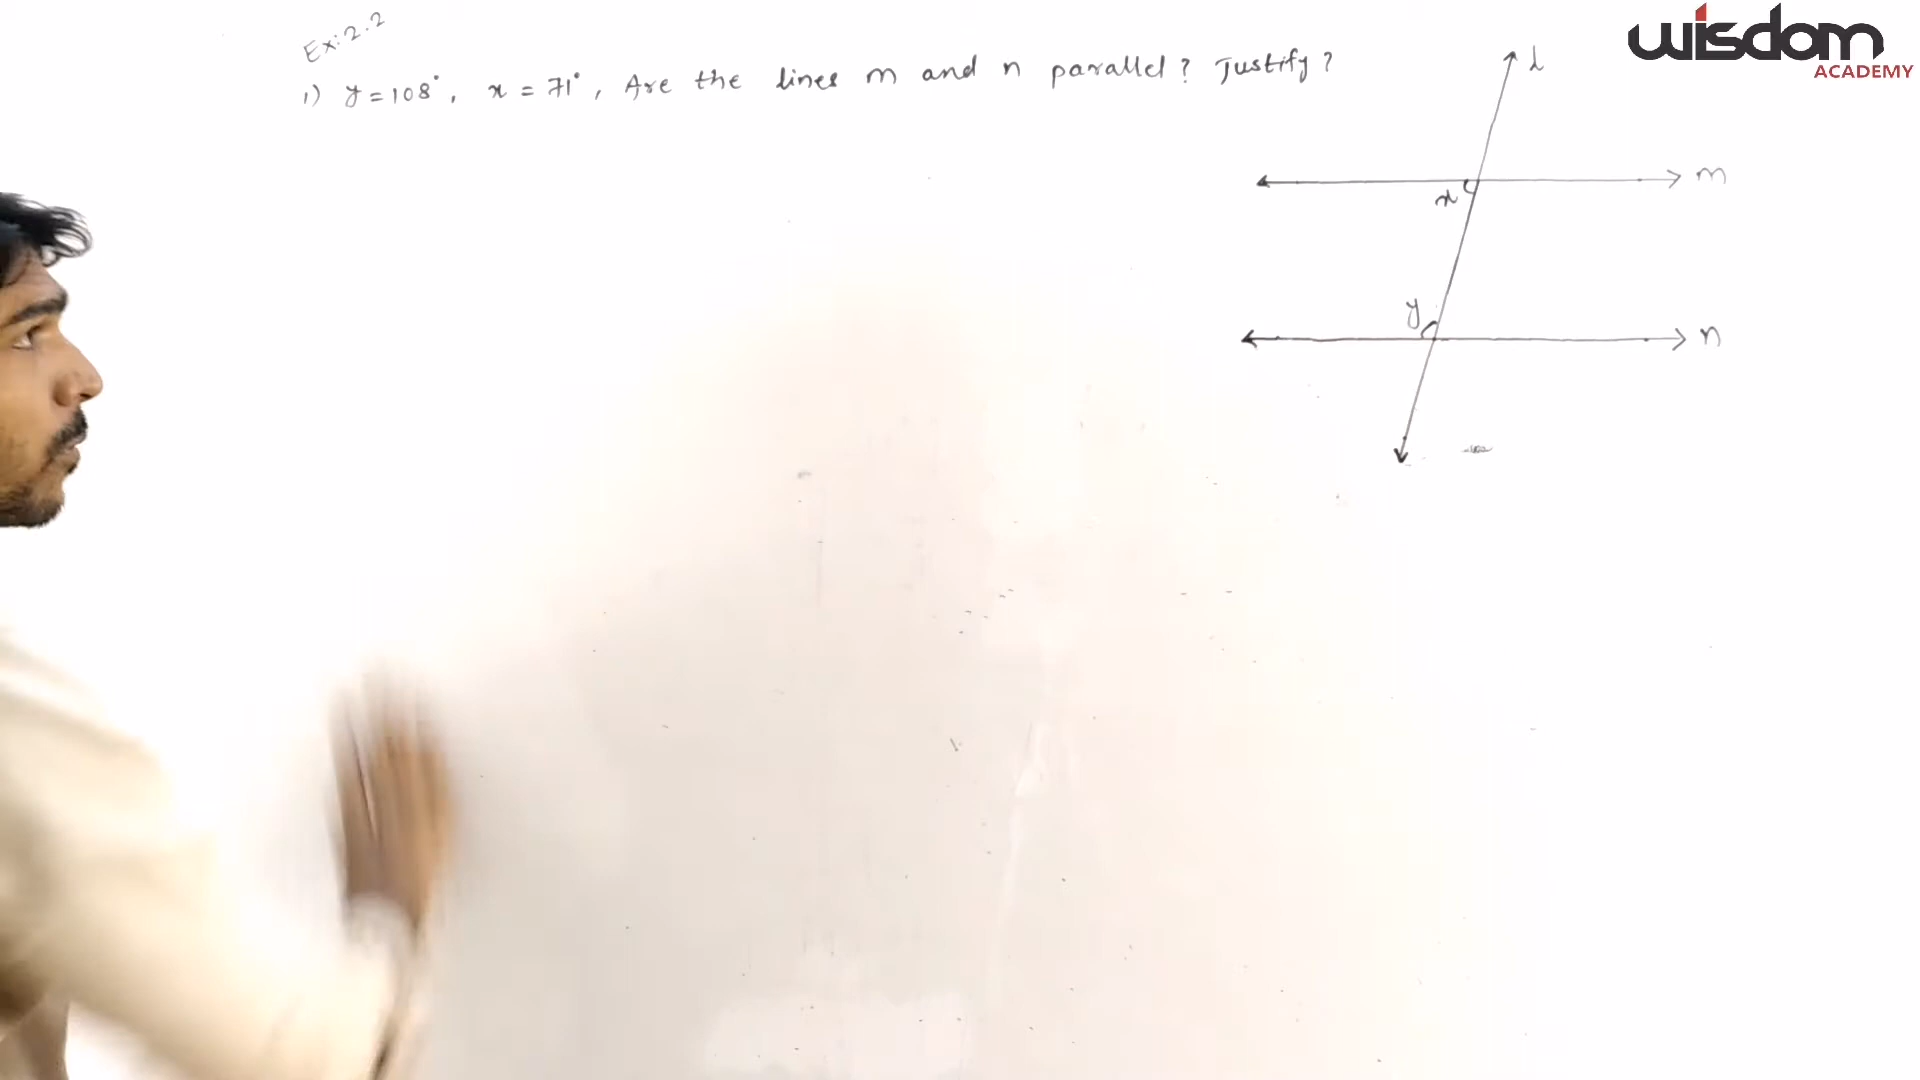 Ex: 2.2
1) y = 108°, x = 71°, Are the lines m and n parallel? Justify?
wisdom
ACADEMY
l
m
x
y
n